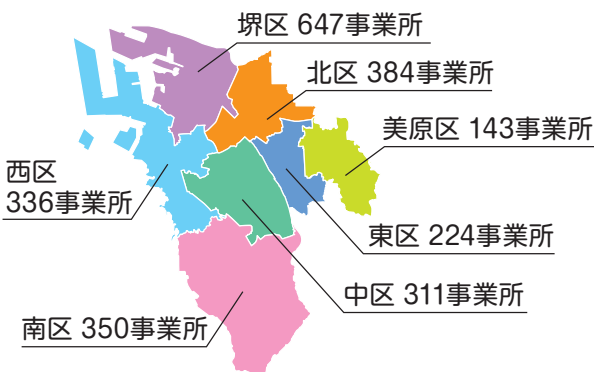 堺区 647事業所
北区 384事業所
美原区 143事業所
西区
336事業所
東区 224事業所
中区 311事業所
南区 350事業所